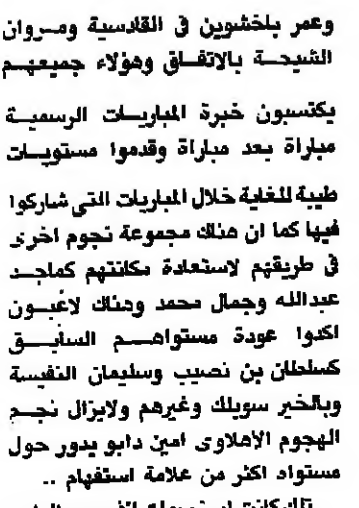 وعمر باخشوين في القادسية ومروان
الشيحة بالاتفاق وهؤلاء جميعهم
يكتسبون خبرة المباريات الرسمية
مباراة بعد مباراة وقدموا مستويات
طيبة للغاية خلال المباريات التي شاركوا
فيها كما ان هناك مجموعة نجوم اخرى
في طريقهم لاستعادة مكانتهم كماجد
عبدالله وجمال محمد وهناك لاعبون
اكدوا عودة مستواهم السابق
كسلطان بن نصيب وسليمان النفيسة
وبالخير سويلك وغيرهم ولايزال نجم
الهجوم الاهلاوى امين دابو يدور حول
مستواه اكثر من علامة استفهام ..